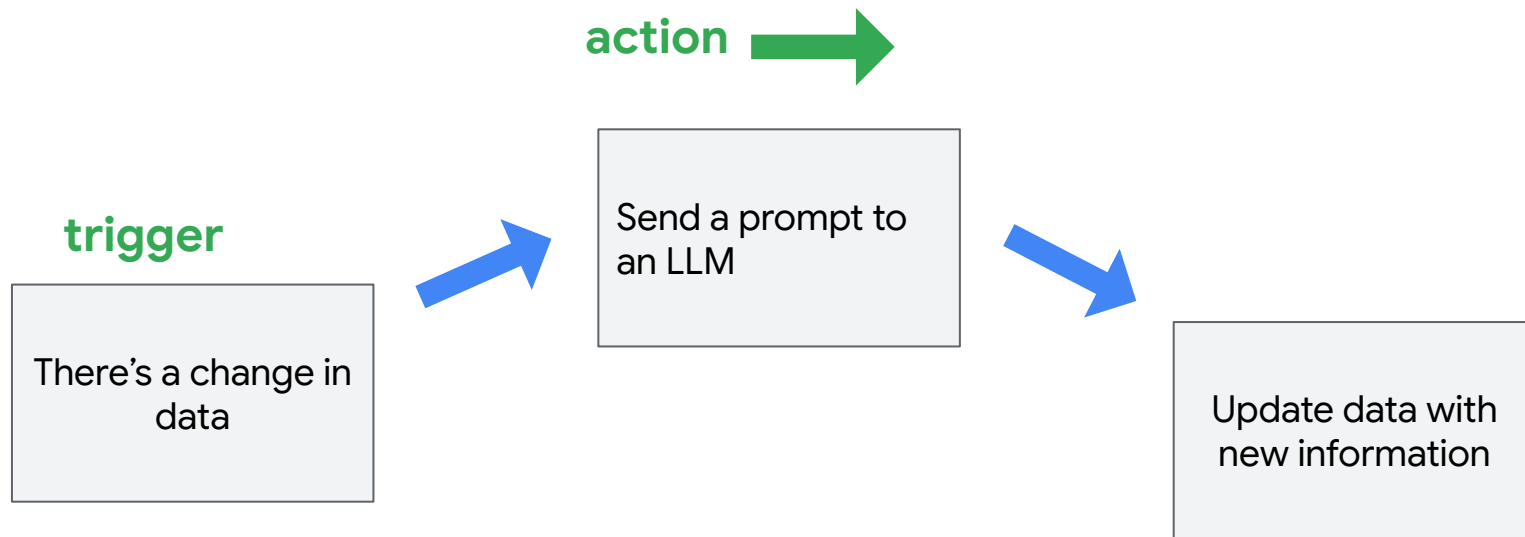 action
trigger
Send a prompt to
an LLM
There’s a change in
data
Update data with
new information